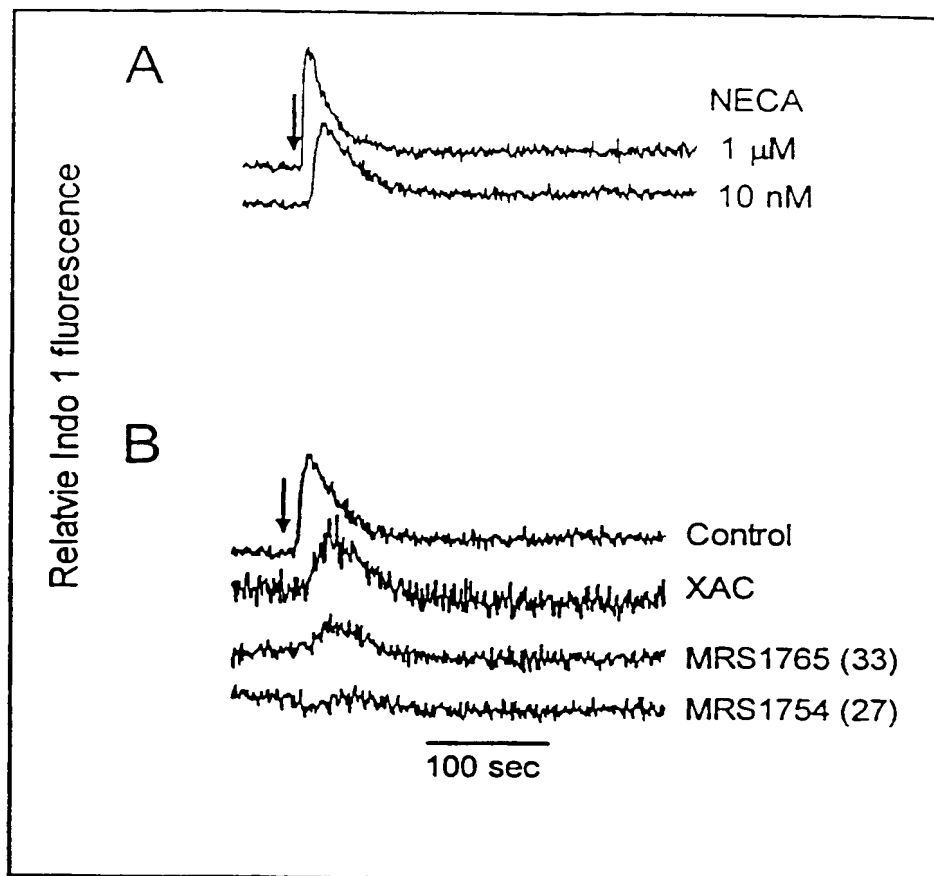 A
NECA
1 µM
10 nM
Relatvie Indo 1 fluorescence
B
Control
XAC
MRS1765 (33)
MRS1754 (27)
100 sec